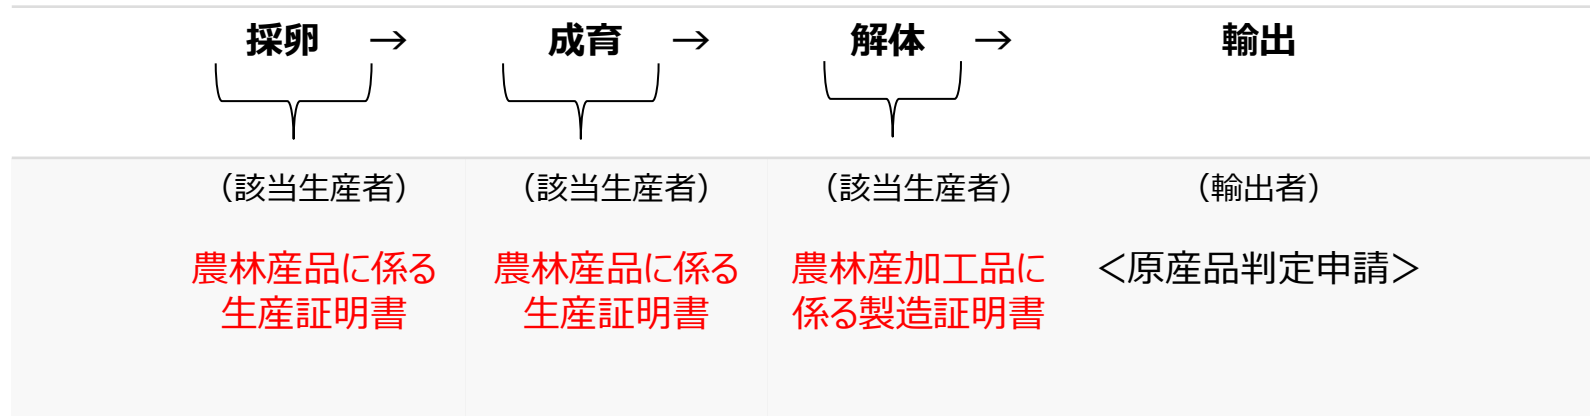 採卵 → 成育 → 解体 → 輸出
（該当生産者） （該当生産者） （該当生産者） （輸出者）
農林産品に係る 農林産品に係る 農林産加工品に ＜原産品判定申請＞
生産証明書 生産証明書 係る製造証明書